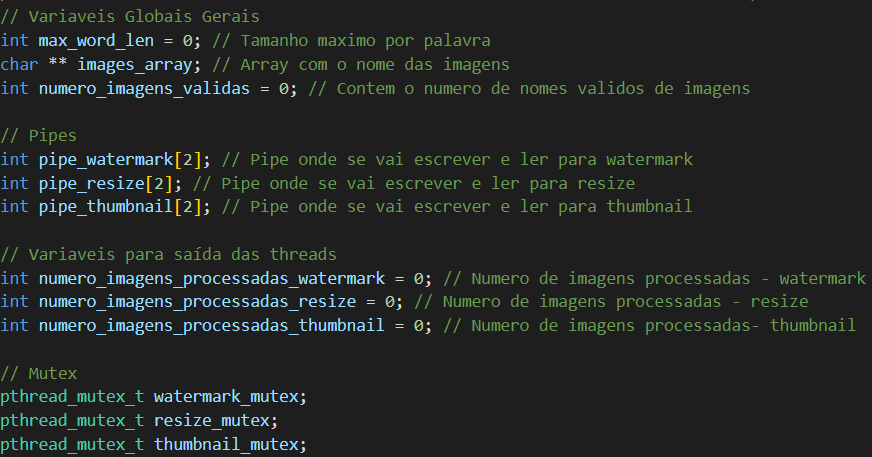 // Variaveis Globais Gerais
int max_word_len = 0; // Tamanho maximo por palavra
char ** images_array; // Array com o nome das imagens
int numero_imagens_validas = 0; // Contem o numero de nomes validos de imagens
// Pipes
int pipe_watermark[2]; // Pipe onde se vai escrever e ler para watermark
int pipe_resize[2]; // Pipe onde se vai escrever e ler para resize
int pipe_thumbnail[2]; // Pipe onde se vai escrever e ler para thumbnail
// Variaveis para saída das threads
int numero_imagens_processadas_watermark = 0; // Numero de imagens processadas - watermark
int numero_imagens_processadas_resize = 0; // Numero de imagens processadas - resize
int numero_imagens_processadas_thumbnail = 0; // Numero de imagens processadas- thumbnail
// Mutex
pthread_mutex_t watermark_mutex;
pthread_mutex_t resize_mutex;
pthread_mutex_t thumbnail_mutex;